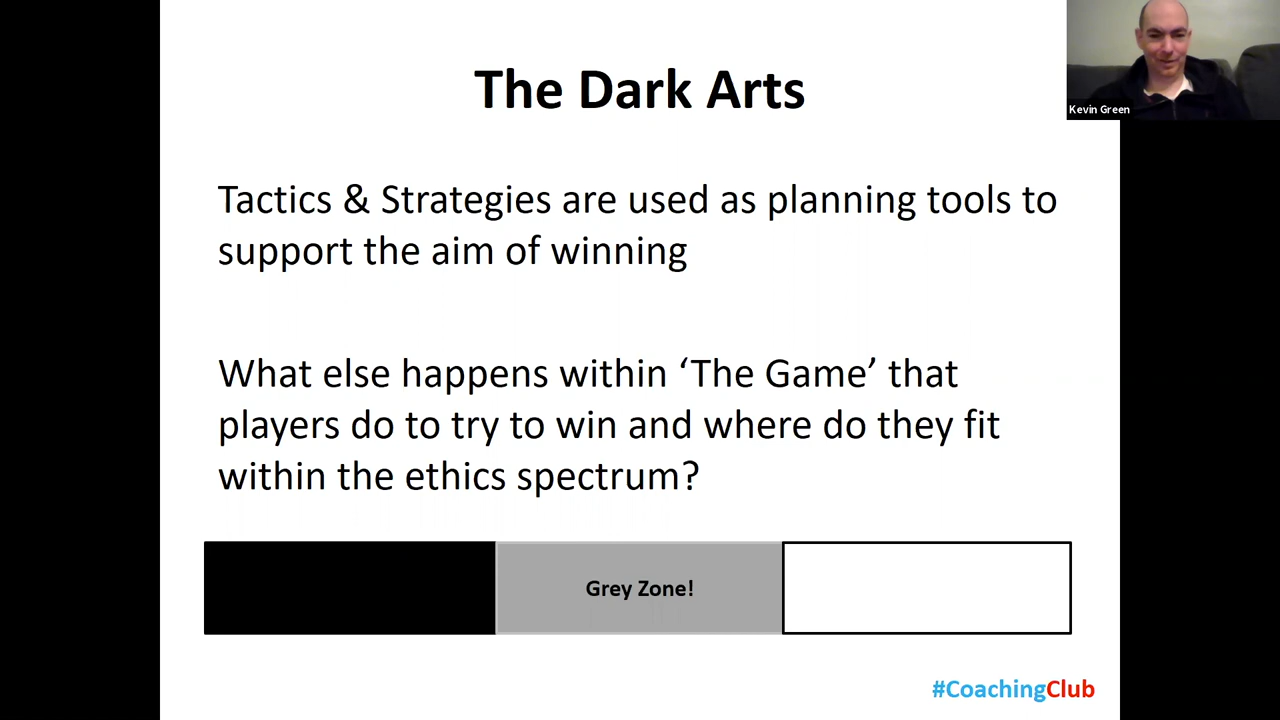 The Dark Arts
Kevin Green
Tactics & Strategies are used as planning tools to
support the aim of winning
What else happens within ‘The Game’ that
players do to try to win and where do they fit
within the ethics spectrum?
Grey Zone!
#CoachingClub